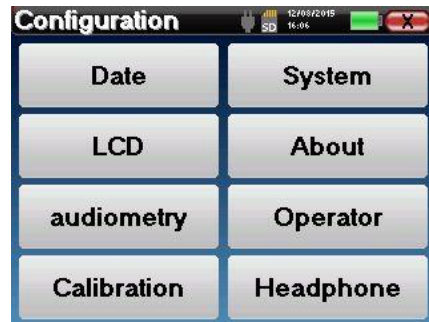 Configuration SD 12/08/2015
16:06 X
Date System
LCD About
audiometry Operator
Calibration Headphone